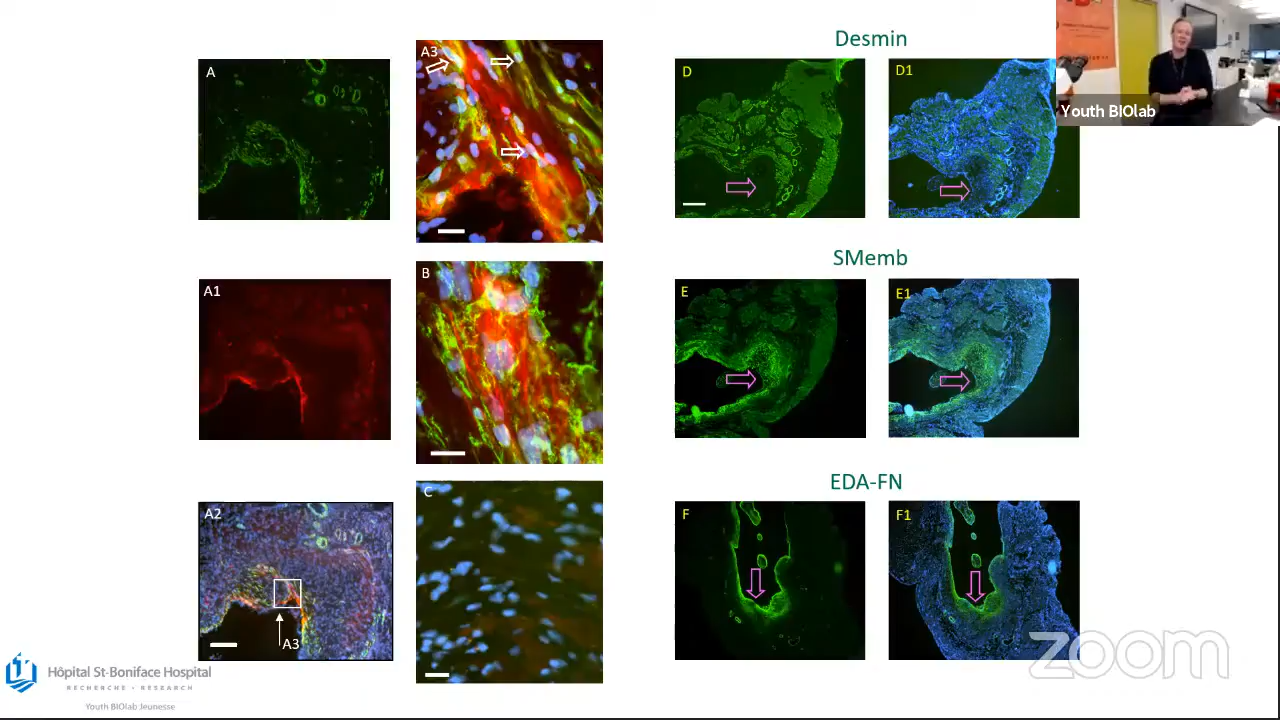 Desmin
A
A3
D
D1
Youth BIOlab
SMemb
A1
B
E
E1
EDA-FN
A2
C
F
F1
A3
zoom
Hôpital St-Boniface Hospital
RECHERCHE • RESEARCH
Youth BIOlab Jeunesse